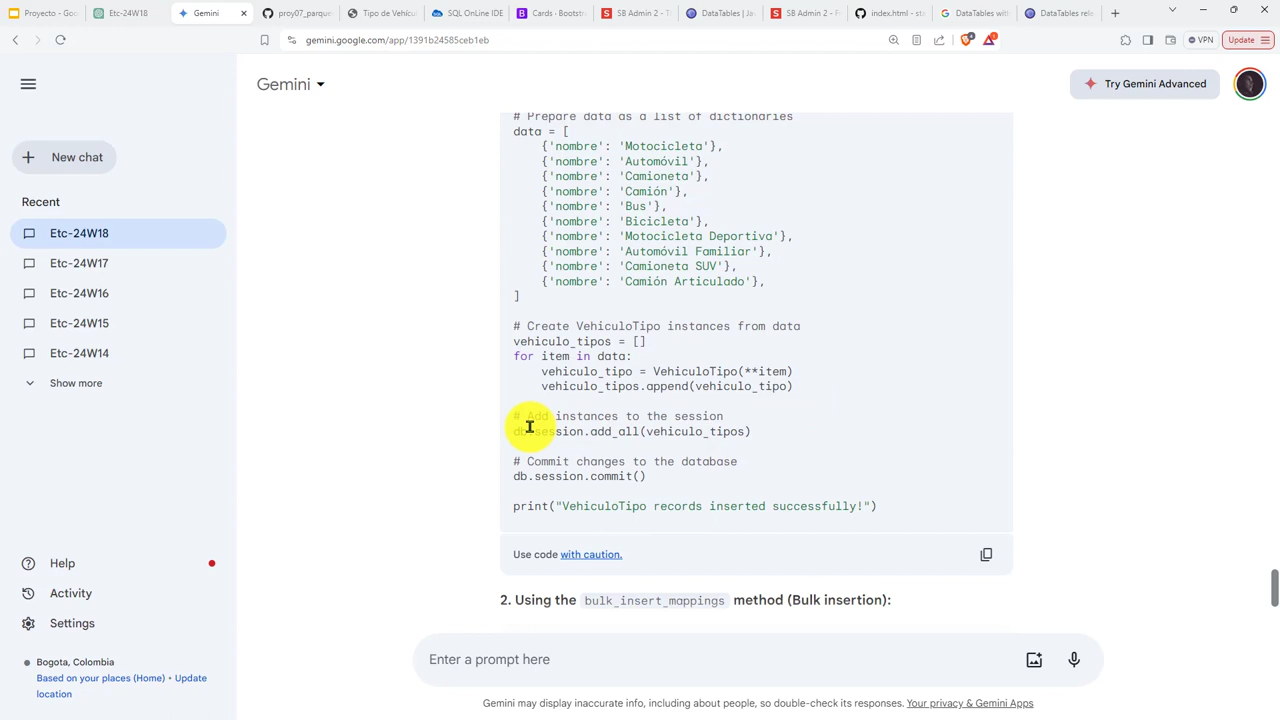 Proyecto - Goo
Etc-24W18
Gemini
proy07_parque
Tipo de Vehícu
SQL OnLine IDE
Cards · Bootstr
SB Admin 2 - T
DataTables | Ja
SB Admin 2 - F
index.html - sta
DataTables with
DataTables rele
gemini.google.com/app/1391b24585ceb1eb
VPN
Update
Gemini
Try Gemini Advanced
New chat
Recent
Etc-24W18
Etc-24W17
Etc-24W16
Etc-24W15
Etc-24W14
Show more
Help
Activity
Settings
Bogota, Colombia
Based on your places (Home) • Update
location
# Prepare data as a list of dictionaries
data = [
{'nombre': 'Motocicleta'},
{'nombre': 'Automóvil'},
{'nombre': 'Camioneta'},
{'nombre': 'Camión'},
{'nombre': 'Bus'},
{'nombre': 'Bicicleta'},
{'nombre': 'Motocicleta Deportiva'},
{'nombre': 'Automóvil Familiar'},
{'nombre': 'Camioneta SUV'},
{'nombre': 'Camión Articulado'},
]
# Create VehiculoTipo instances from data
vehiculo_tipos = []
for item in data:
vehiculo_tipo = VehiculoTipo(**item)
vehiculo_tipos.append(vehiculo_tipo)
# Add instances to the session
db.session.add_all(vehiculo_tipos)
# Commit changes to the database
db.session.commit()
print("VehiculoTipo records inserted successfully!")
Use code with caution.
2. Using the bulk_insert_mappings method (Bulk insertion):
Enter a prompt here
Gemini may display inaccurate info, including about people, so double-check its responses. Your privacy & Gemini Apps